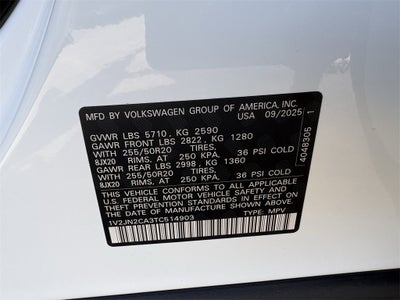 MFD BY VOLKSWAGEN GROUP OF AMERICA, INC.
USA 09/2025
GVWR LBS 5710, KG 2590
GAWR FRONT LBS 2822, KG 1280
WITH 255/50R20 TIRES,
8JX20 RIMS, AT 250 KPA, 36 PSI COLD
GAWR REAR LBS 2998, KG 1360
WITH 255/50R20 TIRES,
8JX20 RIMS, AT 250 KPA, 36 PSI COLD
THIS VEHICLE CONFORMS TO ALL APPLICABLE
U.S. FEDERAL MOTOR VEHICLE SAFETY AND
THEFT PREVENTION STANDARDS IN EFFECT ON
THE DATE OF MANUFACTURE SHOWN ABOVE.
1V2JN2CA3TC514903 TYPE: MPV
4048306 1